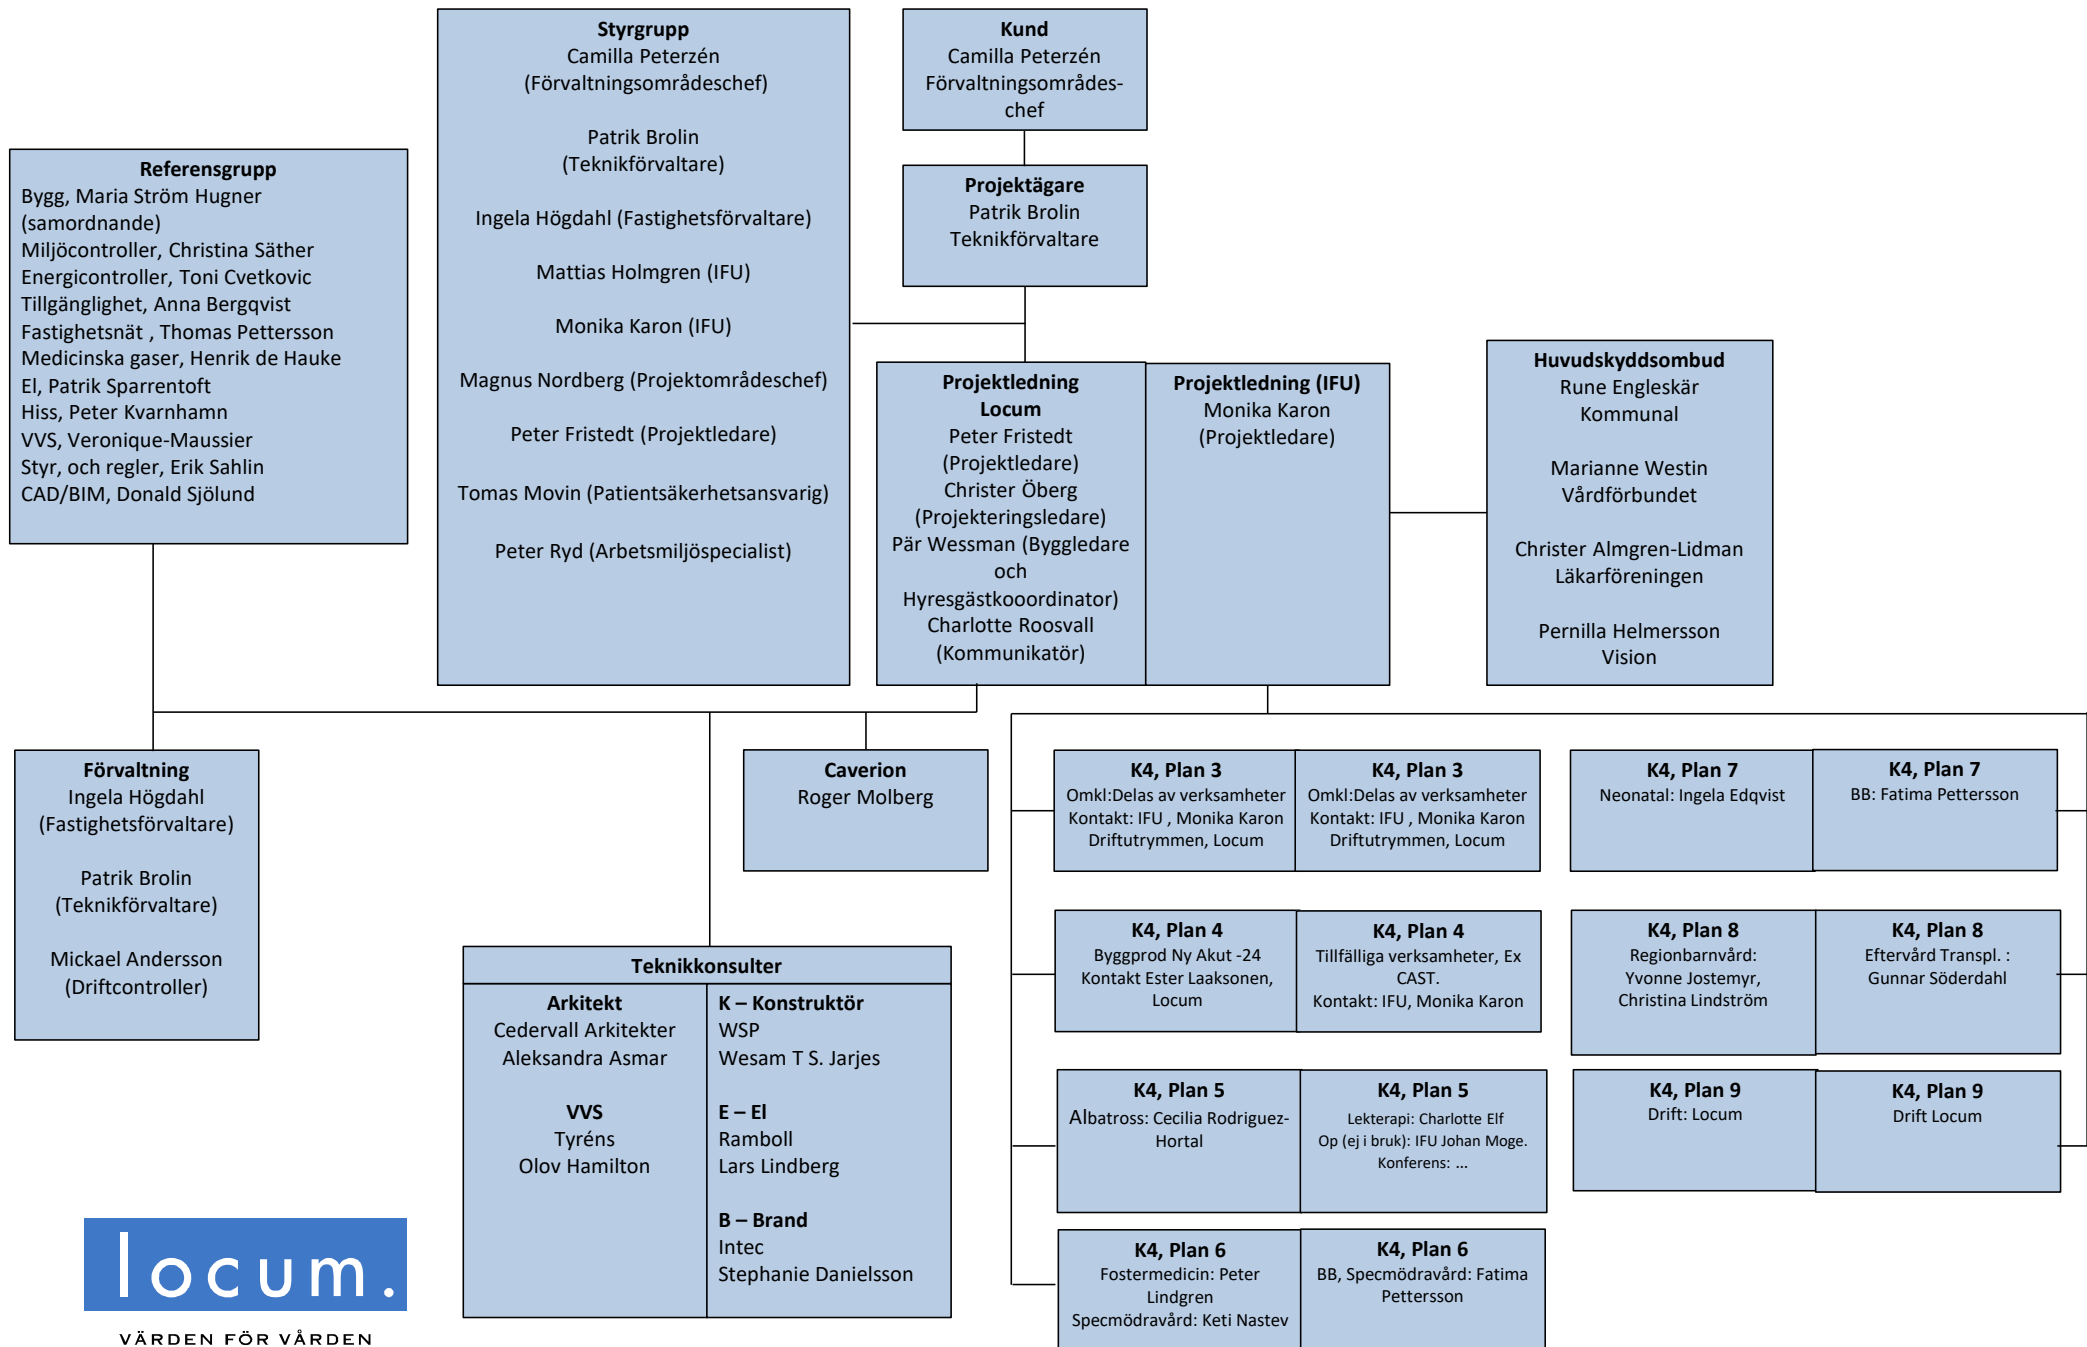 Styrgrupp
Camilla Peterzén
(Förvaltningsområdeschef)
Patrik Brolin
(Teknikförvaltare)
Ingela Högdahl (Fastighetsförvaltare)
Mattias Holmgren (IFU)
Monika Karon (IFU)
Magnus Nordberg (Projektområdeschef)
Peter Fristedt (Projektledare)
Tomas Movin (Patientsäkerhetsansvarig)
Peter Ryd (Arbetsmiljöspecialist)
Kund
Camilla Peterzén
Förvaltningsområdes-
chef
Projektägare
Patrik Brolin
Teknikförvaltare
Referensgrupp
Bygg, Maria Ström Hugner
(samordnande)
Miljöcontroller, Christina Säther
Energicontroller, Toni Cvetkovic
Tillgänglighet, Anna Bergqvist
Fastighetsnät , Thomas Pettersson
Medicinska gaser, Henrik de Hauke
El, Patrik Sparrentoft
Hiss, Peter Kvarnhamn
VVS, Veronique-Maussier
Styr, och regler, Erik Sahlin
CAD/BIM, Donald Sjölund
Projektledning
Locum
Peter Fristedt
(Projektledare)
Christer Öberg
(Projekteringsledare)
Pär Wessman (Byggledare
och
Hyresgästkooordinator)
Charlotte Roosvall
(Kommunikatör)
Projektledning (IFU)
Monika Karon
(Projektledare)
Huvudskyddsombud
Rune Engleskär
Kommunal
Marianne Westin
Vårdförbundet
Christer Almgren-Lidman
Läkarföreningen
Pernilla Helmersson
Vision
Förvaltning
Ingela Högdahl
(Fastighetsförvaltare)
Patrik Brolin
(Teknikförvaltare)
Mickael Andersson
(Driftcontroller)
Caverion
Roger Molberg
Teknikkonsulter
Arkitekt
Cedervall Arkitekter
Aleksandra Asmar
VVS
Tyréns
Olov Hamilton
K – Konstruktör
WSP
Wesam T S. Jarjes
E – El
Ramboll
Lars Lindberg
B – Brand
Intec
Stephanie Danielsson
K4, Plan 3
Omkl:Delas av verksamheter
Kontakt: IFU , Monika Karon
Driftutrymmen, Locum
K4, Plan 3
Omkl:Delas av verksamheter
Kontakt: IFU , Monika Karon
Driftutrymmen, Locum
K4, Plan 7
Neonatal: Ingela Edqvist
K4, Plan 7
BB: Fatima Pettersson
K4, Plan 4
Byggprod Ny Akut -24
Kontakt Ester Laaksonen,
Locum
K4, Plan 4
Tillfälliga verksamheter, Ex
CAST.
Kontakt: IFU, Monika Karon
K4, Plan 8
Regionbarnvård:
Yvonne Jostemyr,
Christina Lindström
K4, Plan 8
Eftervård Transpl. :
Gunnar Söderdahl
K4, Plan 5
Albatross: Cecilia Rodriguez-
Hortal
K4, Plan 5
Lekterapi: Charlotte Elf
Op (ej i bruk): IFU Johan Moge.
Konferens: ...
K4, Plan 9
Drift: Locum
K4, Plan 9
Drift Locum
K4, Plan 6
Fostermedicin: Peter
Lindgren
Specmödravård: Keti Nastev
K4, Plan 6
BB, Specmödravård: Fatima
Pettersson
locum.
VÄRDEN FÖR VÅRDEN